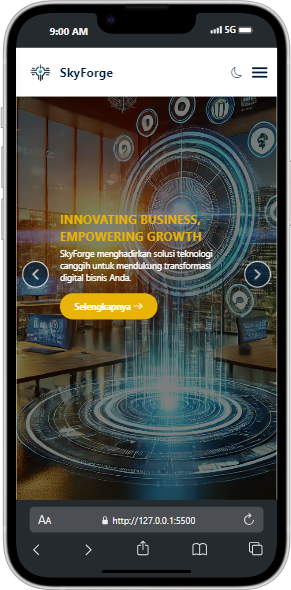 9:00 AM
5G
SkyForge
INNOVATING BUSINESS,
EMPOWERING GROWTH
SkyForge menghadirkan solusi teknologi
canggih untuk mendukung transformasi
digital bisnis Anda.
Selengkapnya →
AA
http://127.0.0.1:5500